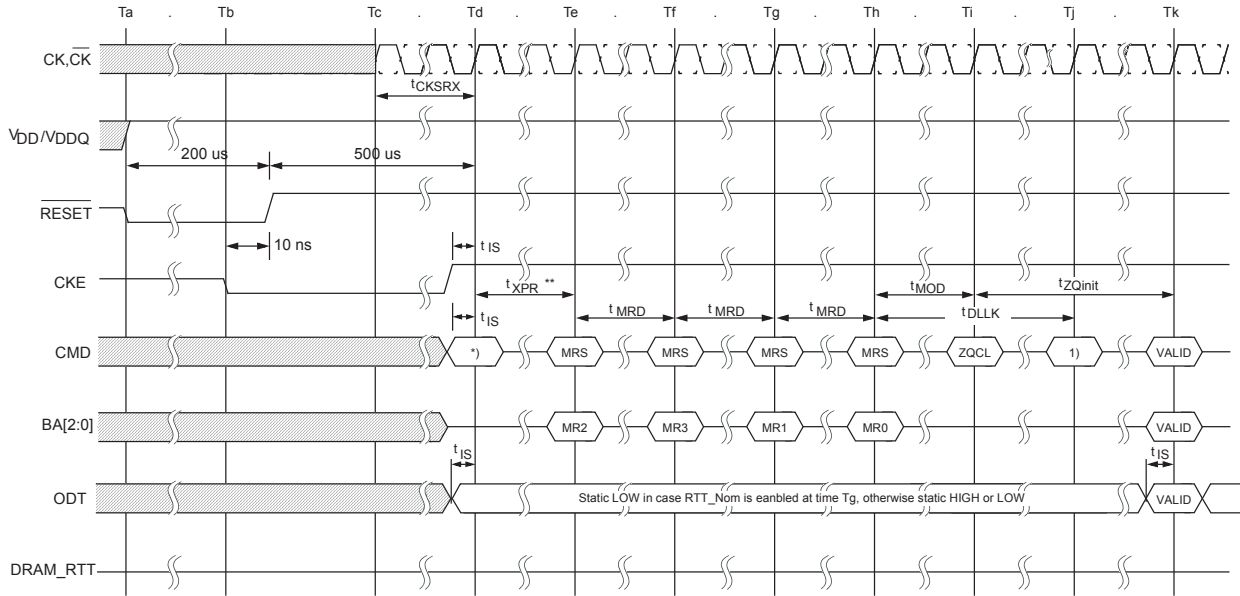 Ta . Tb . Tc . Td . Te . Tf . Tg . Th . Ti . Tj . Tk
CK,CK
tCKSRX
VDD/VDDQ
200 us 500 us
RESET
10 ns tIS
CKE
tXPR ** tMOD tZQinit
tIS tMRD tMRD tMRD tDLLK
CMD *) MRS MRS MRS MRS ZQCL 1) VALID
BA[2:0] MR2 MR3 MR1 MR0 VALID
tIS tIS
ODT Static LOW in case RTT_Nom is eanbled at time Tg, otherwise static HIGH or LOW VALID
DRAM_RTT